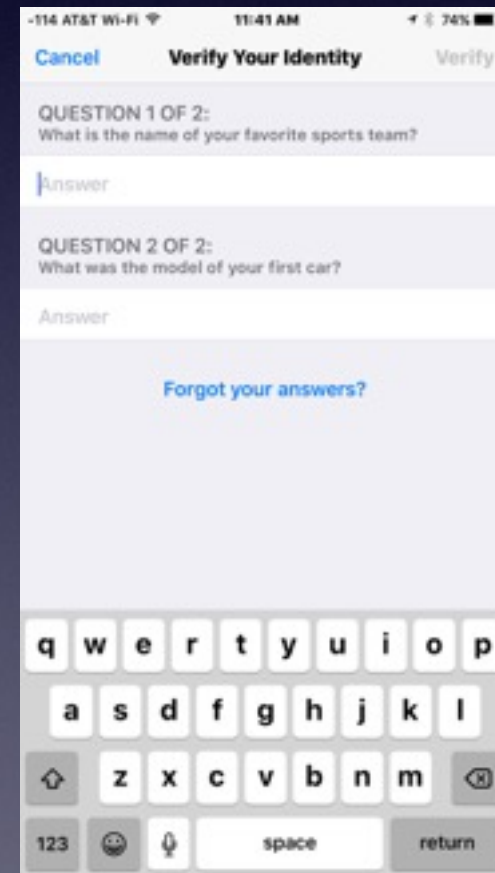 -114 AT&T Wi-Fi 11:41 AM 74%
Cancel Verify Your Identity Verify
QUESTION 1 OF 2:
What is the name of your favorite sports team?
Answer
QUESTION 2 OF 2:
What was the model of your first car?
Answer
Forgot your answers?
q w e r t y u i o p
a s d f g h j k l
z x c v b n m
123 space return